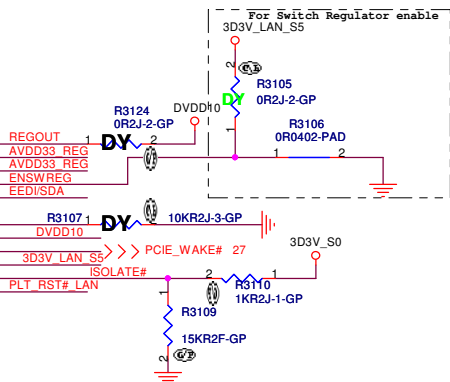 For Switch Regulator enable
3D3V_LAN_S5
2
R3105
0R2J-2-GP
DY
1
R3124
0R2J-2-GP
DVDD10
R3106
0R0402-PAD
REGOUT 1 DY 2
AVDD33_REG
AVDD33_REG
1 2
ENSWREG
EEDI/SDA
R3107 1 DY 10KR2J-3-GP
DVDD10
PCIE_WAKE# 27
3D3V_S0
3D3V_LAN_S5
ISOLATE#
2 1
PLT_RST#_LAN
R3110
1KR2J-1-GP
1
R3109
15KR2F-GP
2